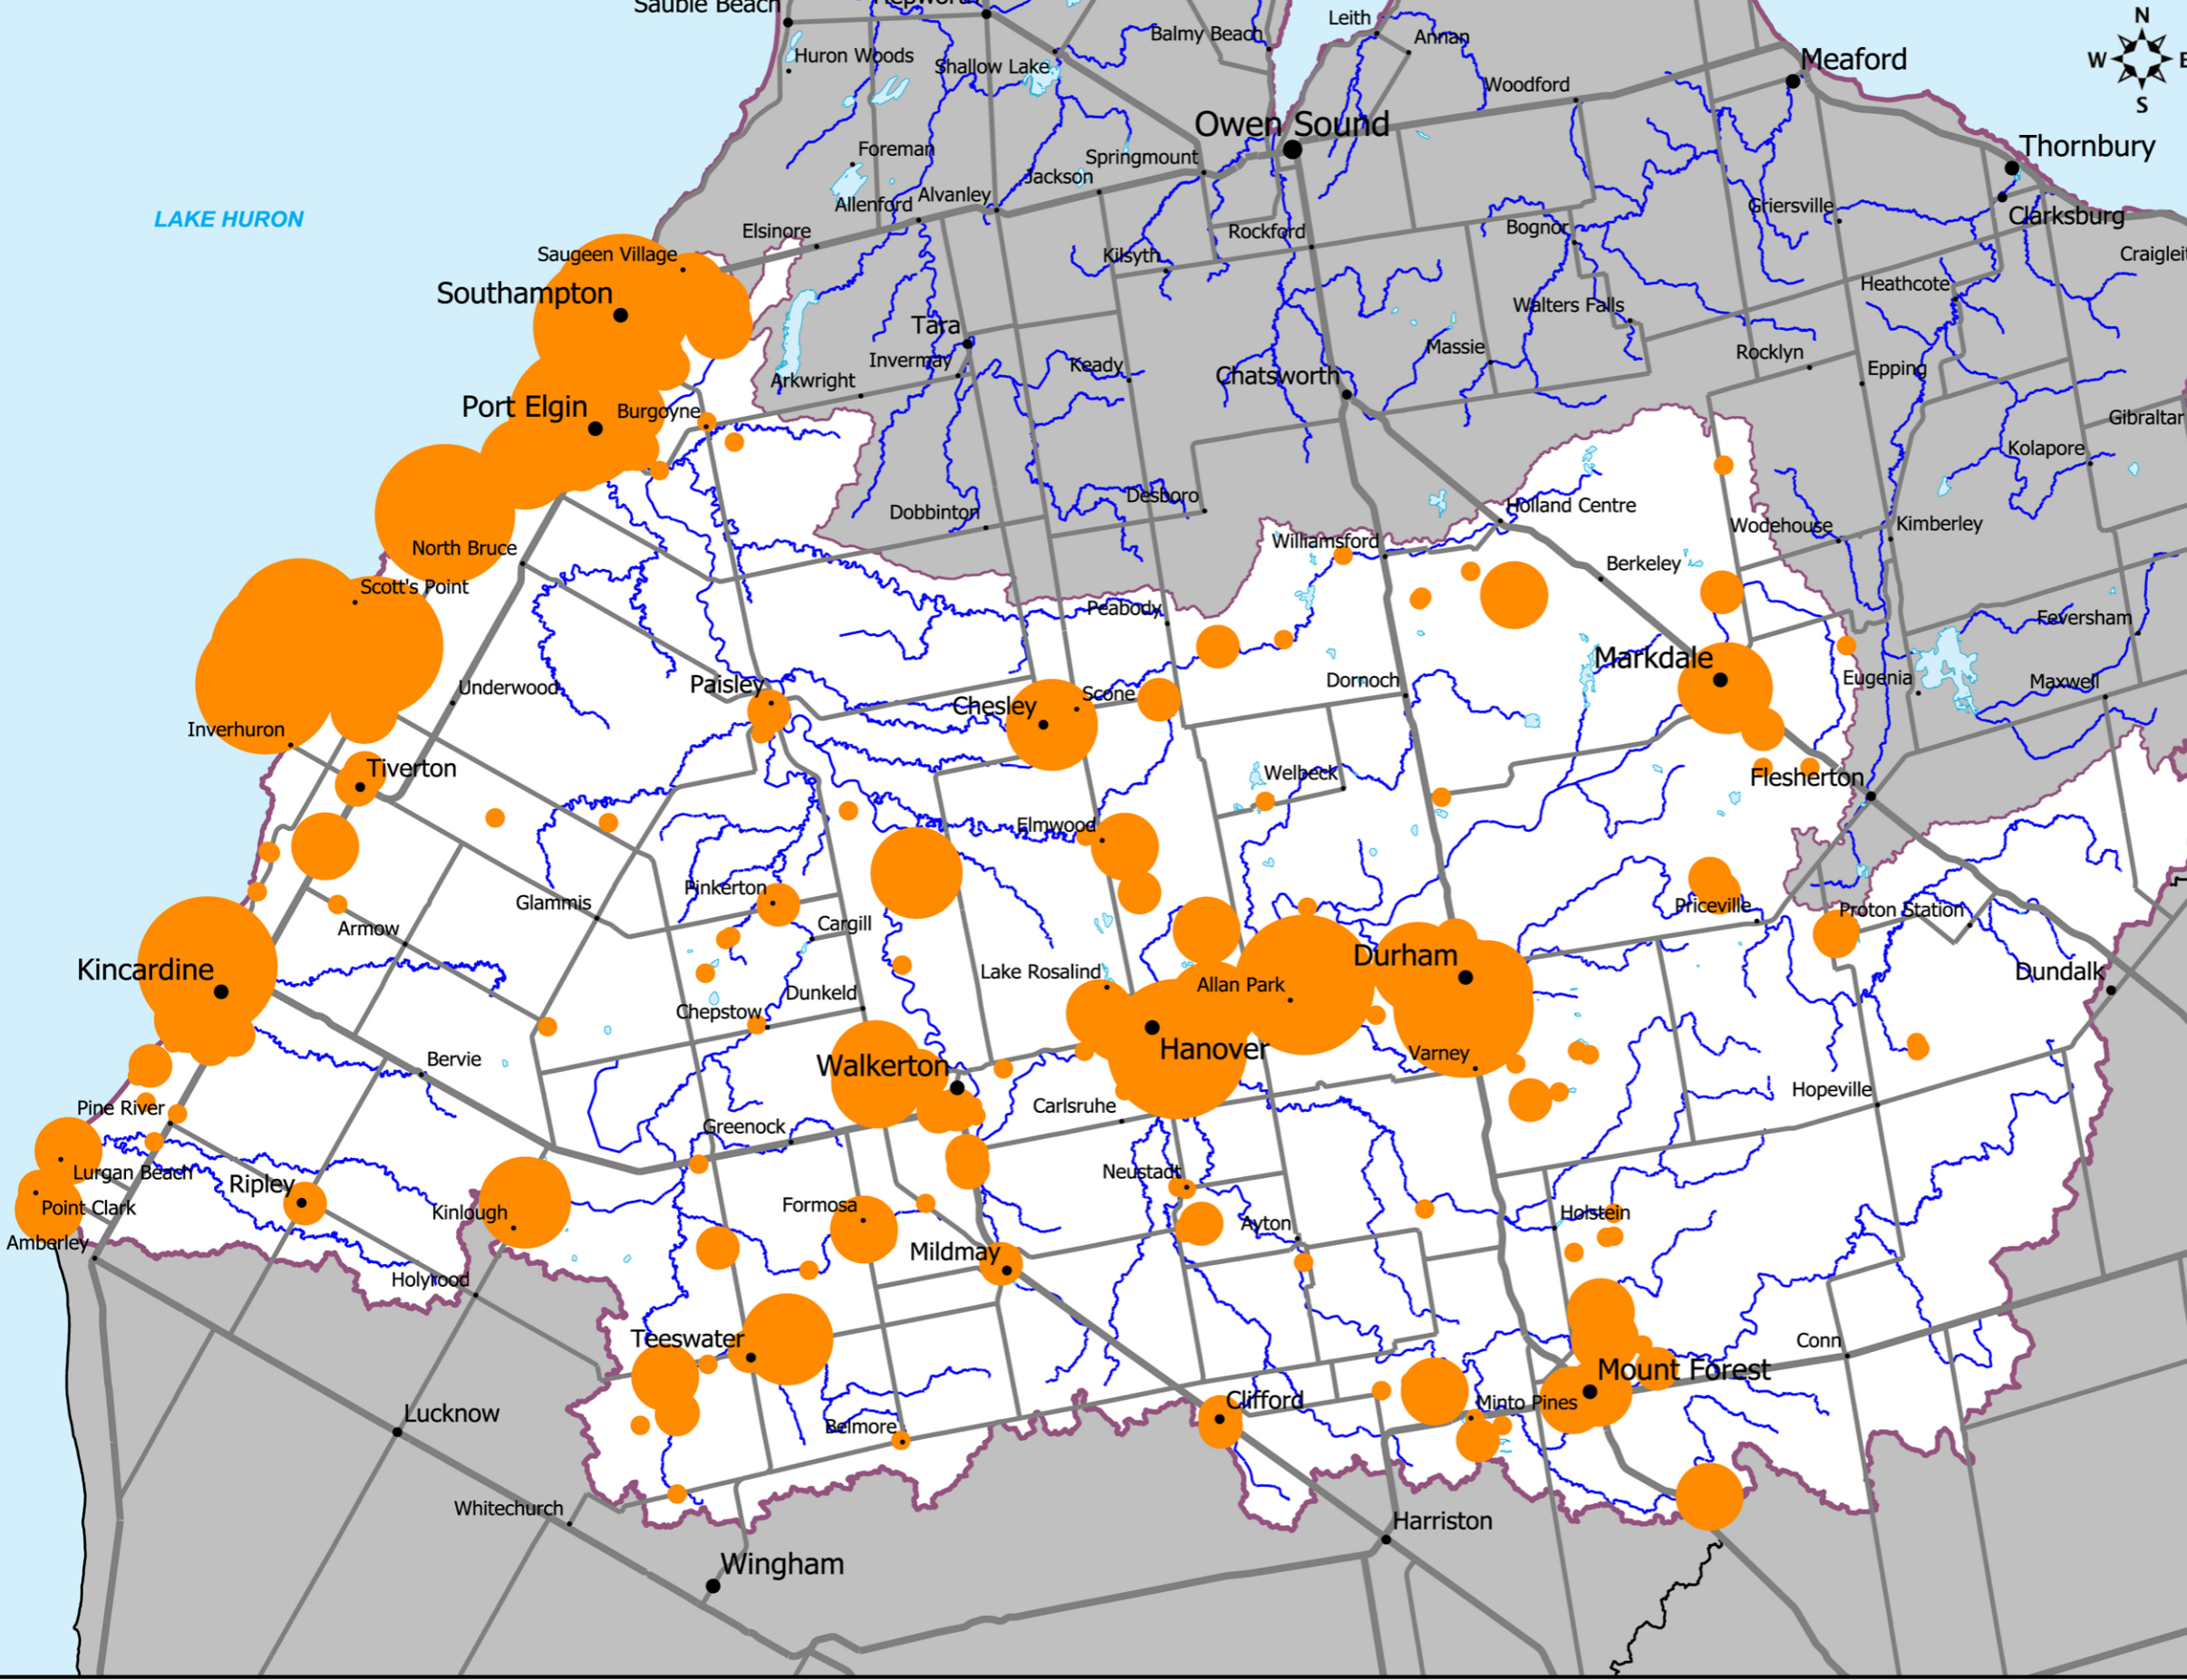 Sauble Beach
Hepworth
Leith
Balmy Beach
Annan
N
Huron Woods
Shallow Lake
Meaford
W
E
Woodford
S
Owen Sound
Foreman
Springmount
Thornbury
Jackson
Alvanley
Allenford
Griersville
LAKE HURON
Clarksburg
Elsinore
Rockford
Bognor
Saugeen Village
Kilsyth
Craigleit
Southampton
Heathcote
Walters Falls
Tara
Massie
Rocklyn
Invermay
Keady
Epping
Arkwright
Chatsworth
Port Elgin
Burgoyne
Gibraltar
Kolapore
Desboro
Dobbinton
Holland Centre
Wodehouse
Kimberley
North Bruce
Williamsford
Berkeley
Scott's Point
Peabody
Feversham
Markdale
Underwood
Paisley
Chesley
Scone
Dornoch
Eugenia
Maxwell
Inverhuron
Tiverton
Welbeck
Flesherton
Elmwood
Pinkerton
Glammis
Priceville
Proton Station
Armow
Cargill
Kincardine
Lake Rosalind
Durham
Dundalk
Allan Park
Dunkeld
Chepstow
Hanover
Bervie
Walkerton
Varney
Pine River
Carlsruhe
Hopeville
Greenock
Lurgan Beach
Ripley
Neustadt
Point Clark
Kinlough
Formosa
Ayton
Holstein
Amberley
Mildmay
Holyrood
Teeswater
Conn
Mount Forest
Lucknow
Clifford
Minto Pines
Belmore
Whitechurch
Harriston
Wingham